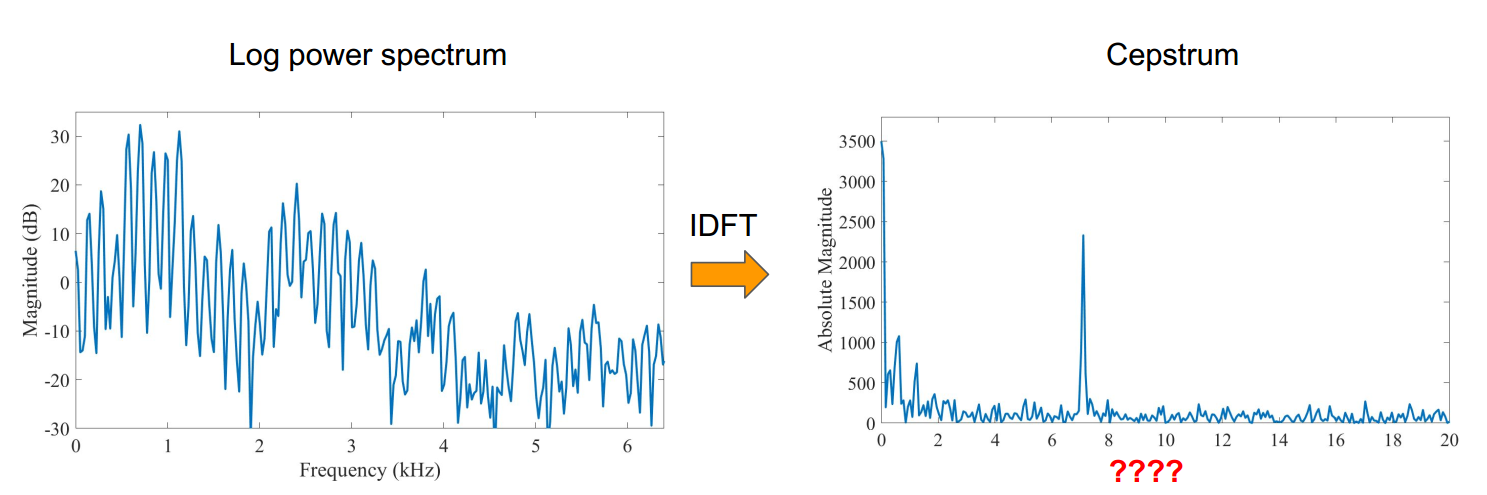 Log power spectrum
Cepstrum
30
20
10
0
-10
-20
-30
0 1 2 3 4 5 6
Magnitude (dB)
Frequency (kHz)
IDFT
3500
3000
2500
2000
1500
1000
500
0
0 2 4 6 8 10 12 14 16 18 20
Absolute Magnitude
????